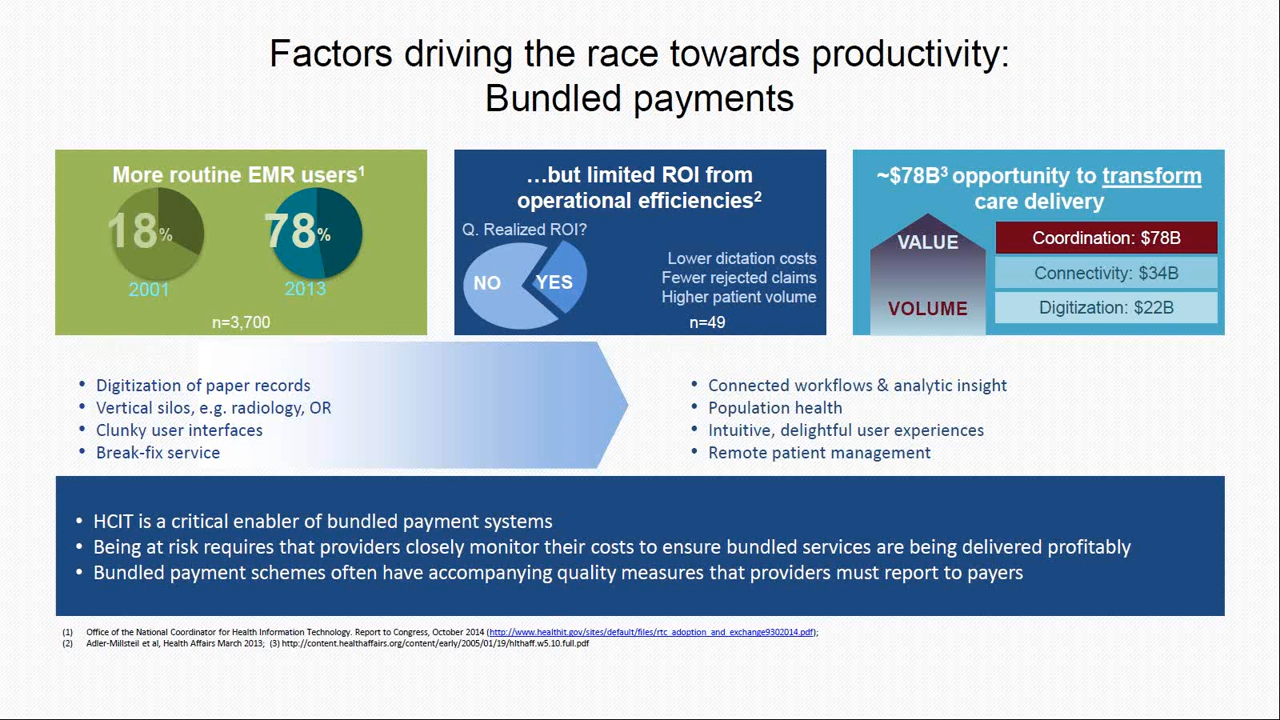 Factors driving the race towards productivity:
Bundled payments
More routine EMR users1
18%
2001
78%
2013
n=3,700
…but limited ROI from
operational efficiencies2
Q. Realized ROI?
NO
YES
Lower dictation costs
Fewer rejected claims
Higher patient volume
n=49
~$78B3 opportunity to transform
care delivery
VALUE
VOLUME
Coordination: $78B
Connectivity: $34B
Digitization: $22B
• Digitization of paper records
• Vertical silos, e.g. radiology, OR
• Clunky user interfaces
• Break-fix service
• Connected workflows & analytic insight
• Population health
• Intuitive, delightful user experiences
• Remote patient management
• HCIT is a critical enabler of bundled payment systems
• Being at risk requires that providers closely monitor their costs to ensure bundled services are being delivered profitably
• Bundled payment schemes often have accompanying quality measures that providers must report to payers
(1) Office of the National Coordinator for Health Information Technology. Report to Congress, October 2014 (http://www.healthit.gov/sites/default/files/rtc_adoption_and_exchange9302014.pdf);
(2) Adler-Millsteil et al, Health Affairs March 2013; (3) http://content.healthaffairs.org/content/early/2005/01/19/hlthaff.w5.10.full.pdf